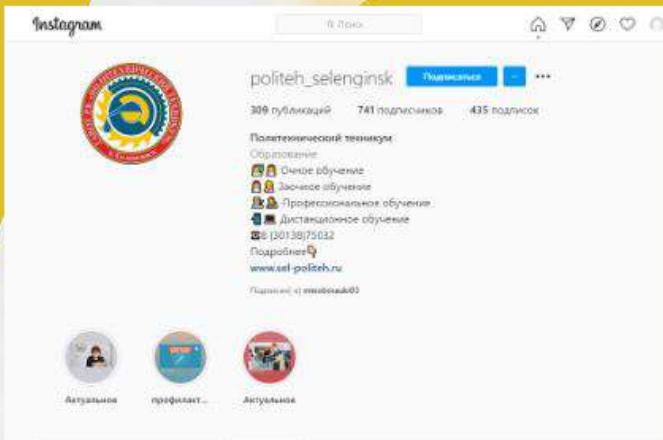 Instagram
Поиск
politeh_selenginsk Подписаться
309 публикаций 741 подписчиков 435 подписок
Политехнический техникум
Образование
Очное обучение
Заочное обучение
Профессиональное обучение
Дистанционное обучение
8 (30138)75032
Подробнее
www.sel-politeh.ru
Актуальное профилакт... Актуальное